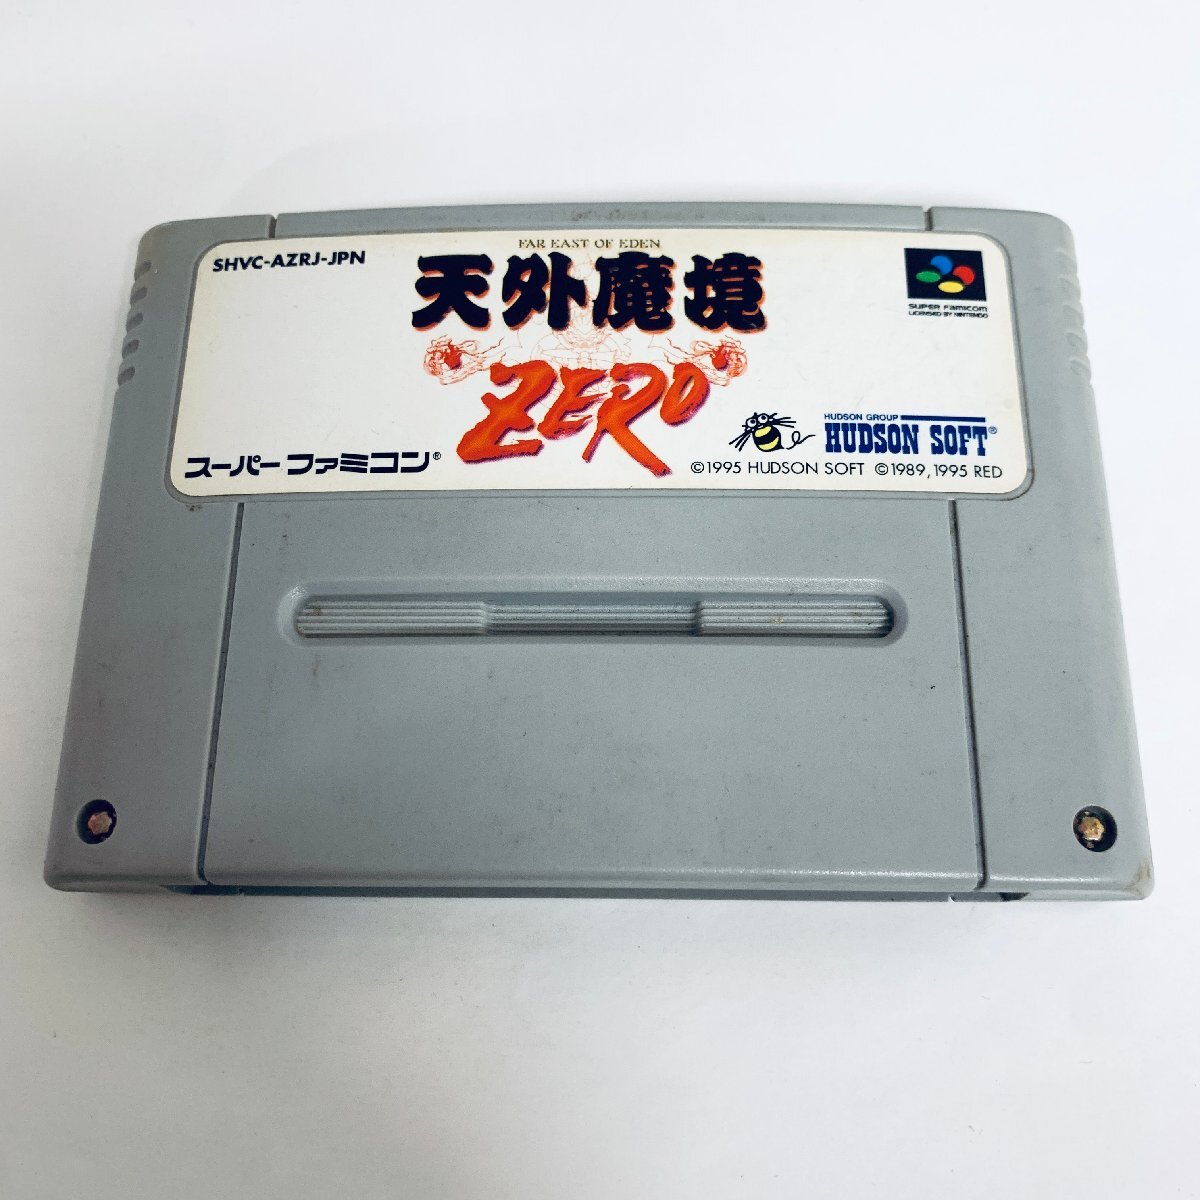 FAR EAST OF EDEN
SHVC-AZRJ-JPN
天外魔境
ZERO
SUPER FAMICOM
LICENSED BY NINTENDO
HUDSON GROUP
HUDSON SOFT®
スーパーファミコン®
©1995 HUDSON SOFT ©1989,1995 RED